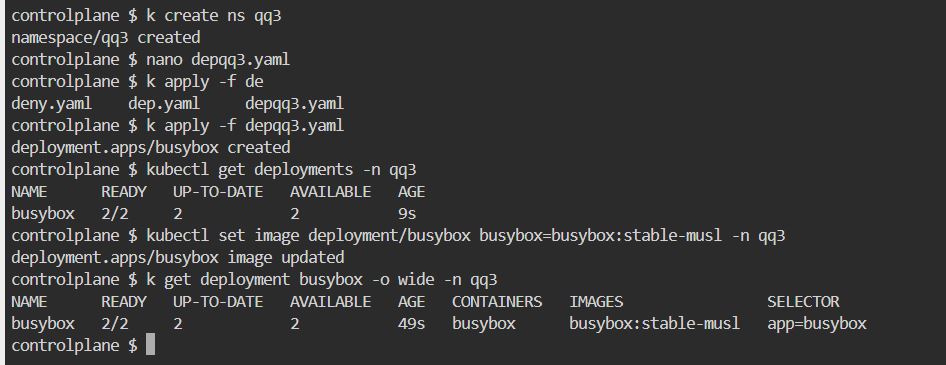 controlplane $ k create ns qq3
namespace/qq3 created
controlplane $ nano depqq3.yaml
controlplane $ k apply -f de
deny.yaml    dep.yaml     depqq3.yaml
controlplane $ k apply -f depqq3.yaml
deployment.apps/busybox created
controlplane $ kubectl get deployments -n qq3
NAME      READY   UP-TO-DATE   AVAILABLE   AGE
busybox   2/2     2            2           9s
controlplane $ kubectl set image deployment/busybox busybox=busybox:stable-musl -n qq3
deployment.apps/busybox image updated
controlplane $ k get deployment busybox -o wide -n qq3
NAME      READY   UP-TO-DATE   AVAILABLE   AGE   CONTAINERS   IMAGES                SELECTOR
busybox   2/2     2            2           49s   busybox      busybox:stable-musl   app=busybox
controlplane $